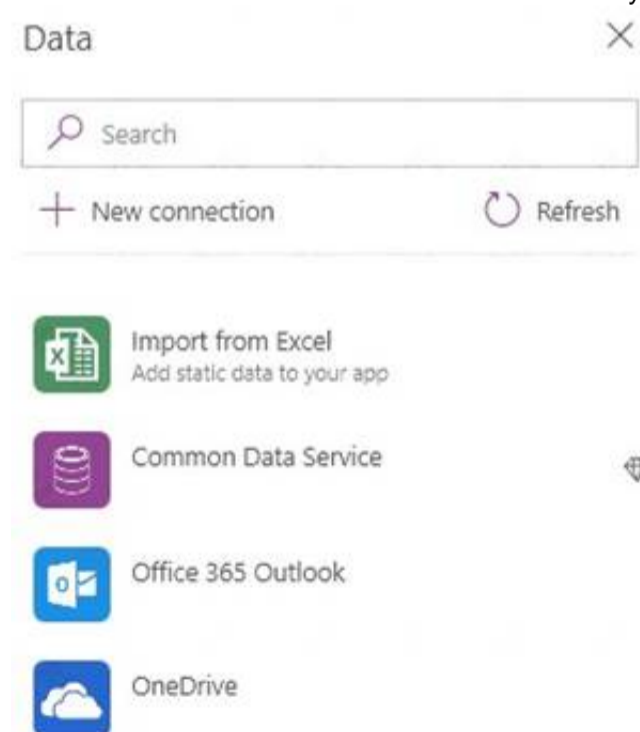 Data
Search
New connection
Refresh
Import from Excel
Add static data to your app
Common Data Service
Office 365 Outlook
OneDrive